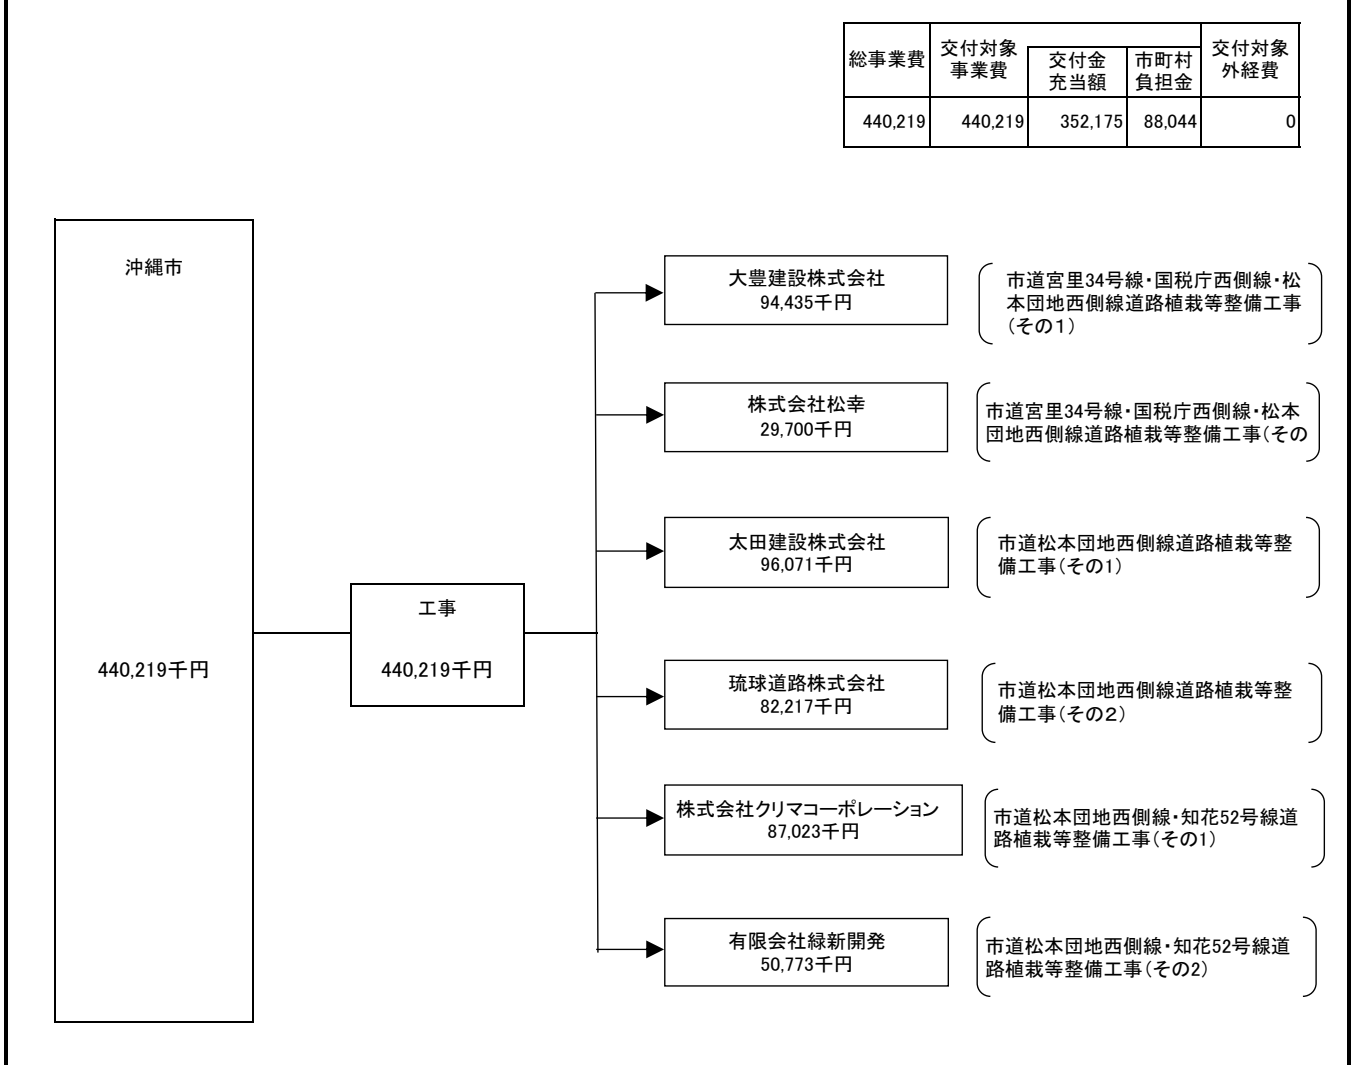 総事業費
交付対象
事業費
交付金
充当額
市町村
負担金
交付対象
外経費
440,219
440,219
352,175
88,044
0
沖縄市
440,219千円
工事
440,219千円
大豊建設株式会社
94,435千円
市道宮里34号線・国税庁西側線・松
本団地西側線道路植栽等整備工事
(その１)
株式会社松幸
29,700千円
市道宮里34号線・国税庁西側線・松本
団地西側線道路植栽等整備工事(その
太田建設株式会社
96,071千円
市道松本団地西側線道路植栽等整
備工事(その1)
琉球道路株式会社
82,217千円
市道松本団地西側線道路植栽等整
備工事(その２)
株式会社クリマコーポレーション
87,023千円
市道松本団地西側線・知花52号線道
路植栽等整備工事(その1)
有限会社緑新開発
50,773千円
市道松本団地西側線・知花52号線道
路植栽等整備工事(その2)